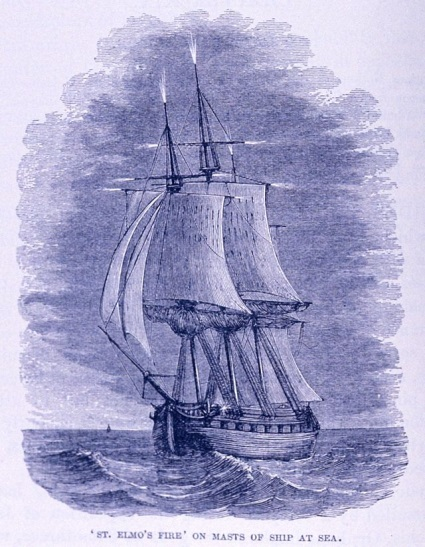 'ST. ELMO'S FIRE' ON MASTS OF SHIP AT SEA.